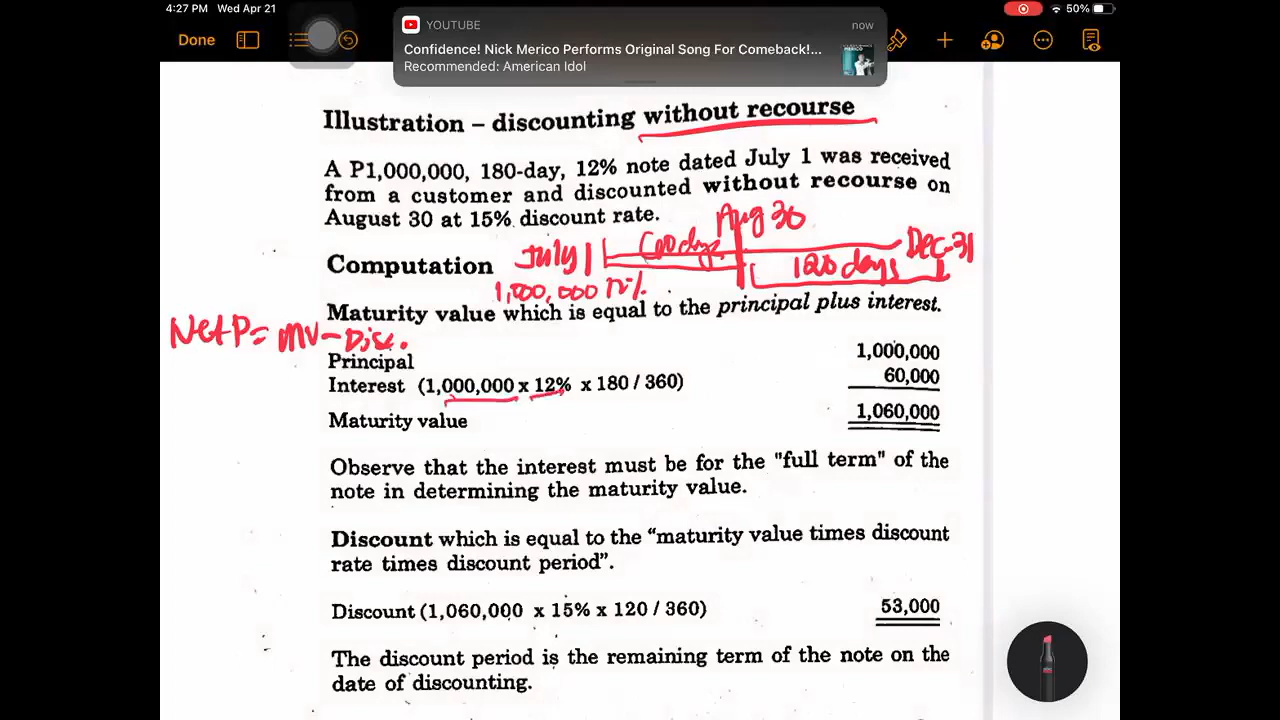 4:27 PM Wed Apr 21
50%
Done
YOUTUBE
now
Confidence! Nick Merico Performs Original Song For Comeback!...
Recommended: American Idol
Illustration – discounting without recourse
A P1,000,000, 180-day, 12% note dated July 1 was received
from a customer and discounted without recourse on
August 30 at 15% discount rate.
Aug 30
July 1
60 days
Dec-31
Computation
120 days
1,000,000 12%
Maturity value which is equal to the principal plus interest.
Net P = MV - Disc.
Principal 1,000,000
Interest (1,000,000 x 12% x 180 / 360) 60,000
Maturity value 1,060,000
Observe that the interest must be for the "full term" of the
note in determining the maturity value.
Discount which is equal to the “maturity value times discount
rate times discount period”.
Discount (1,060,000 x 15% x 120 / 360) 53,000
The discount period is the remaining term of the note on the
date of discounting.